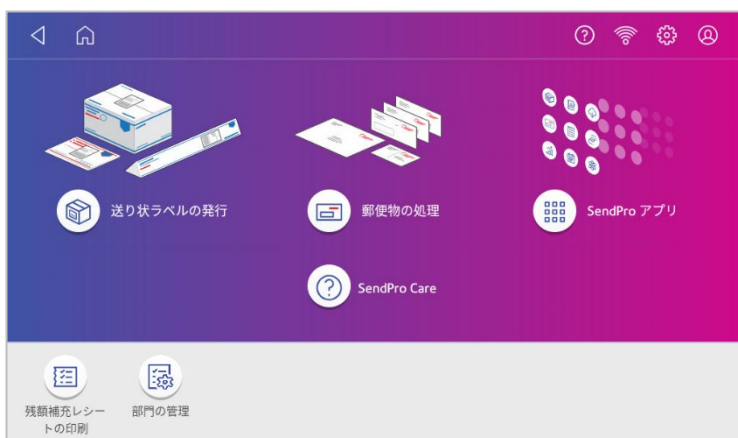 送り状ラベルの発行
郵便物の処理
SendPro アプリ
SendPro Care
残額補充レシー
トの印刷
部門の管理